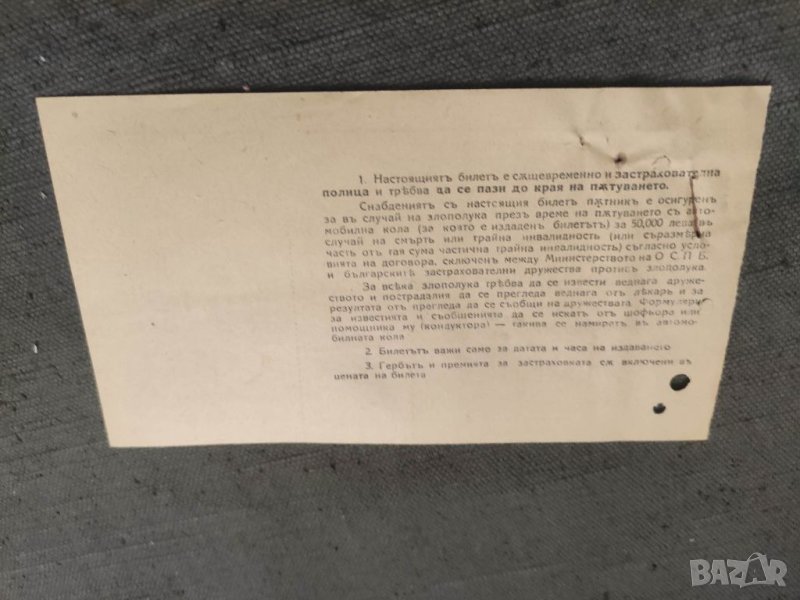 1. Настоящиятъ билетъ е сѫщевременно и застрахователна
полица и трѣбва да се пази до края на пѫтуването.
Снабдениятъ съ настоящия билетъ пѫтникъ е осигуренъ
за въ случай на злополука презъ време на пѫтуването съ авто-
мобилна кола (за която е издаденъ билетътъ) за 50,000 лева въ
случай на смърть или трайна инвалидность (или съразмѣрна
часть отъ тая сума частична трайна инвалидность) съгласно усло-
вията на договора, сключенъ между Министерството на О С. П Б.
и българскитѣ застрахователни дружества противъ злополука.
За всѣка злополука трѣбва да се извести веднага друже-
ството и пострадалия да се прегледа веднага отъ лѣкарь и за
резултата отъ прегледа да се съобщи на дружествата. Формуляри
за известията и съобщенията да се искатъ отъ шофьора или
помощника му (кондуктора) — такива се намиратъ въ автомо-
билната кола
2. Билетътъ важи само за датата и часа на издаването
3. Гербътъ и премията за застраховката сѫ включени въ
цената на билета
BAZAR